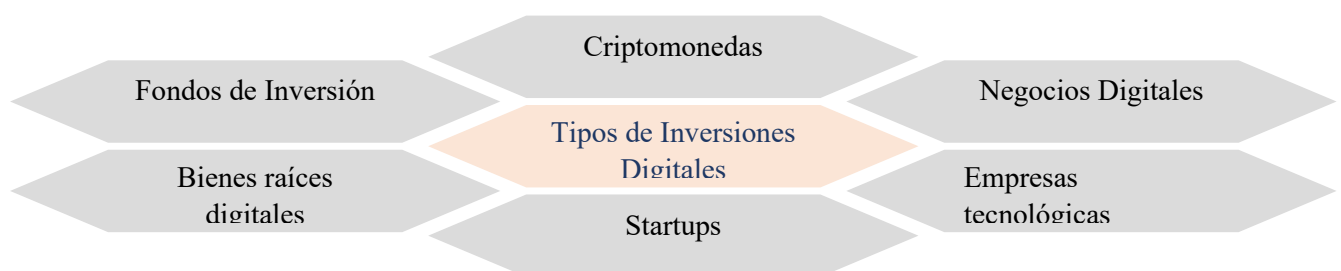 Criptomonedas
Fondos de Inversión
Negocios Digitales
Tipos de Inversiones
Digitales
Bienes raíces
digitales
Empresas
tecnológicas
Startups